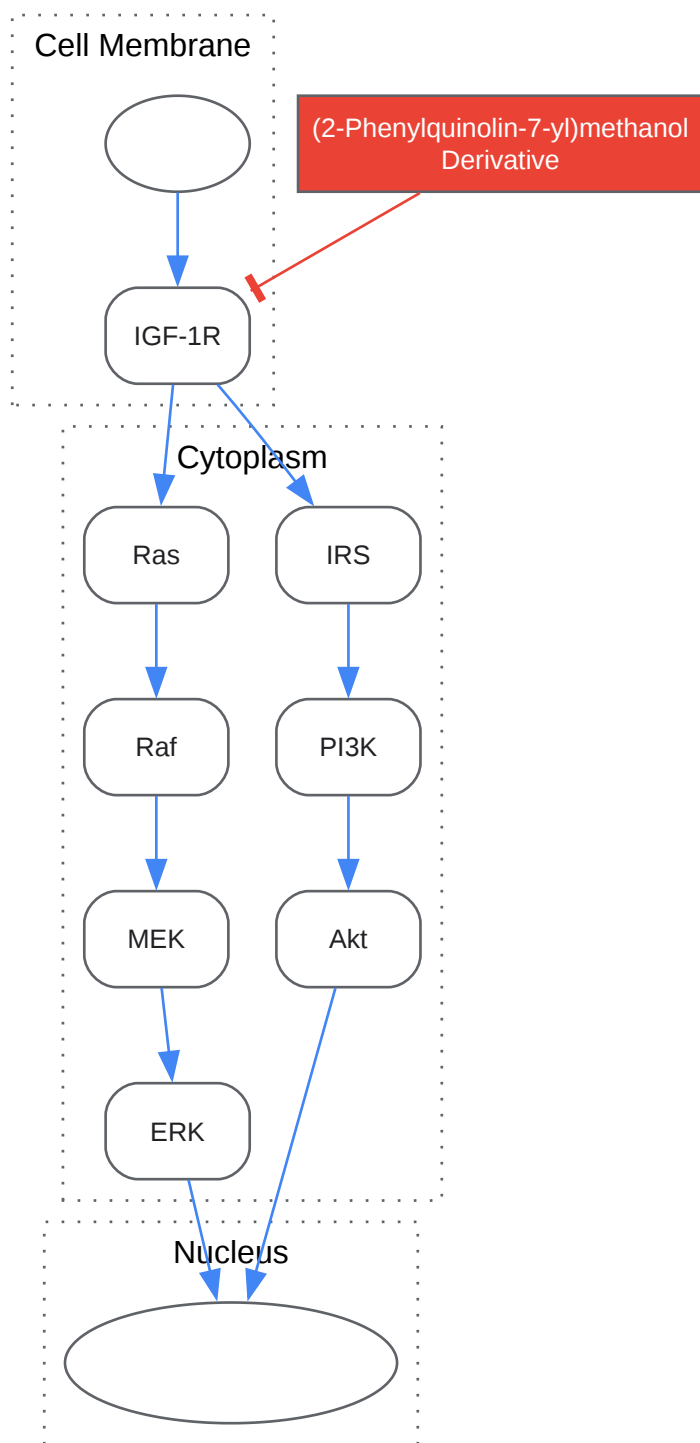 Cell Membrane
(2-Phenylquinolin-7-yl)methanol
Derivative
IGF-1R
Cytoplasm
Ras
IRS
Raf
PI3K
MEK
Akt
ERK
Nucleus